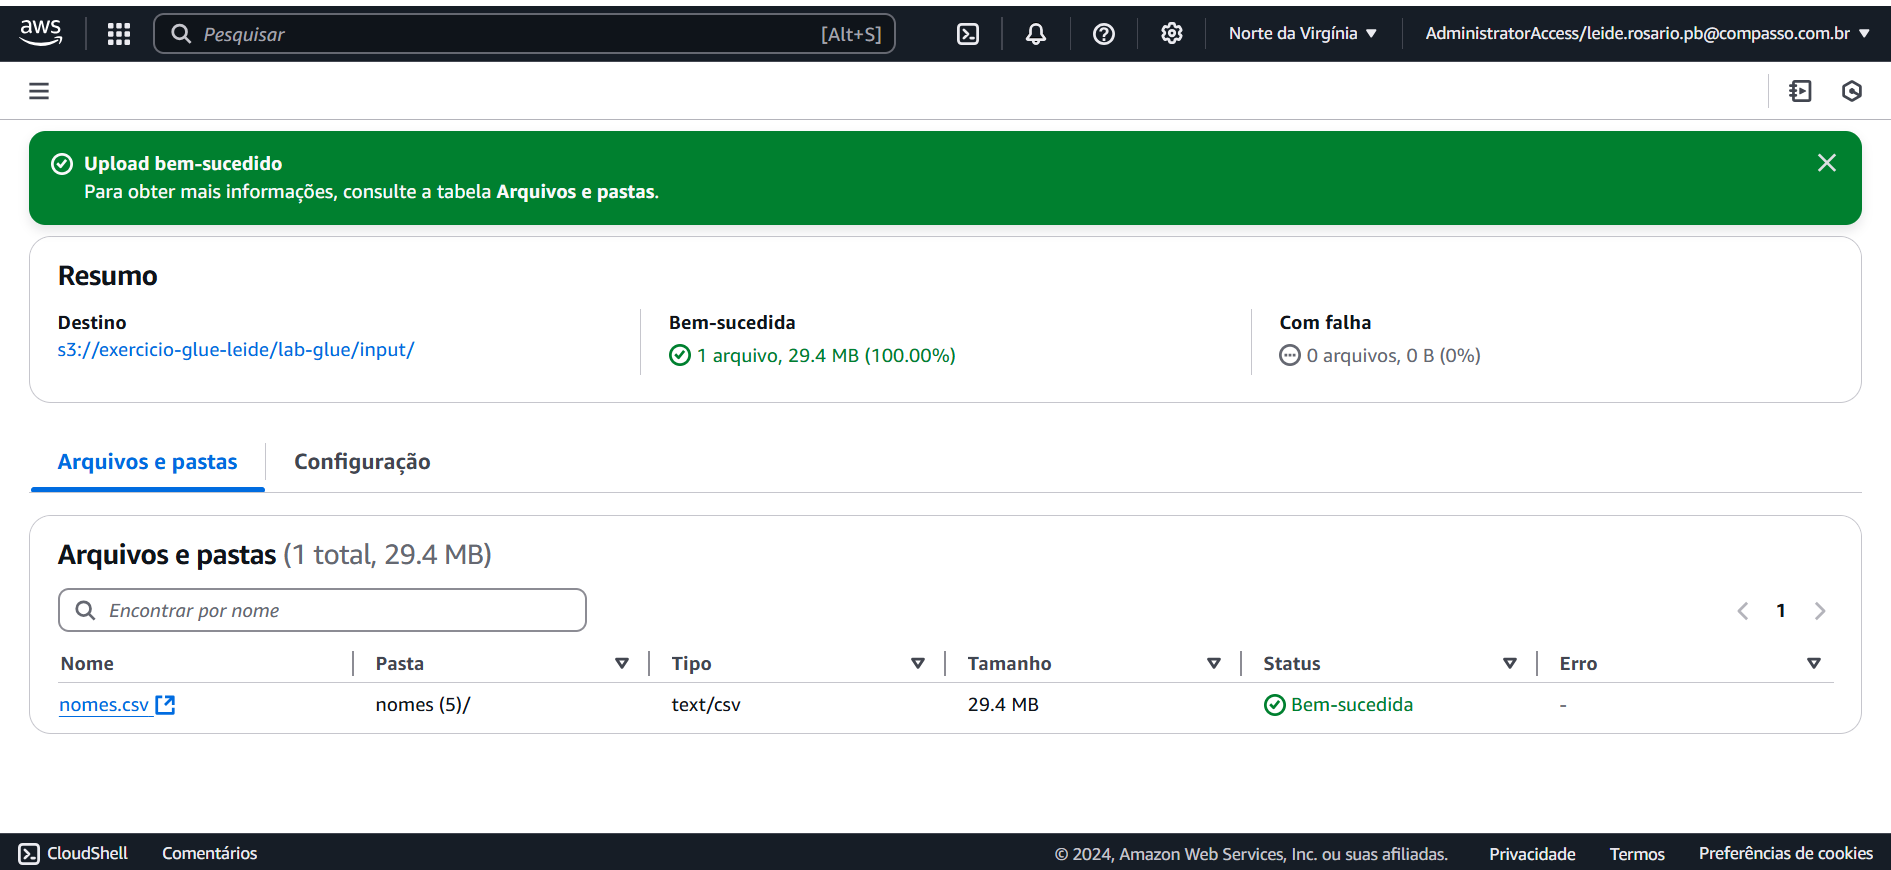 aws
Pesquisar [Alt+S] Norte da Virgínia AdministratorAccess/leide.rosario.pb@compasso.com.br
Upload bem-sucedido
Para obter mais informações, consulte a tabela Arquivos e pastas.
Resumo
Destino
s3://exercicio-glue-leide/lab-glue/input/
Bem-sucedida
1 arquivo, 29.4 MB (100.00%)
Com falha
0 arquivos, 0 B (0%)
Arquivos e pastas Configuração
Arquivos e pastas (1 total, 29.4 MB)
Encontrar por nome
1
Nome Pasta Tipo Tamanho Status Erro
nomes.csv nomes (5)/ text/csv 29.4 MB Bem-sucedida -
CloudShell Comentários © 2024, Amazon Web Services, Inc. ou suas afiliadas. Privacidade Termos Preferências de cookies